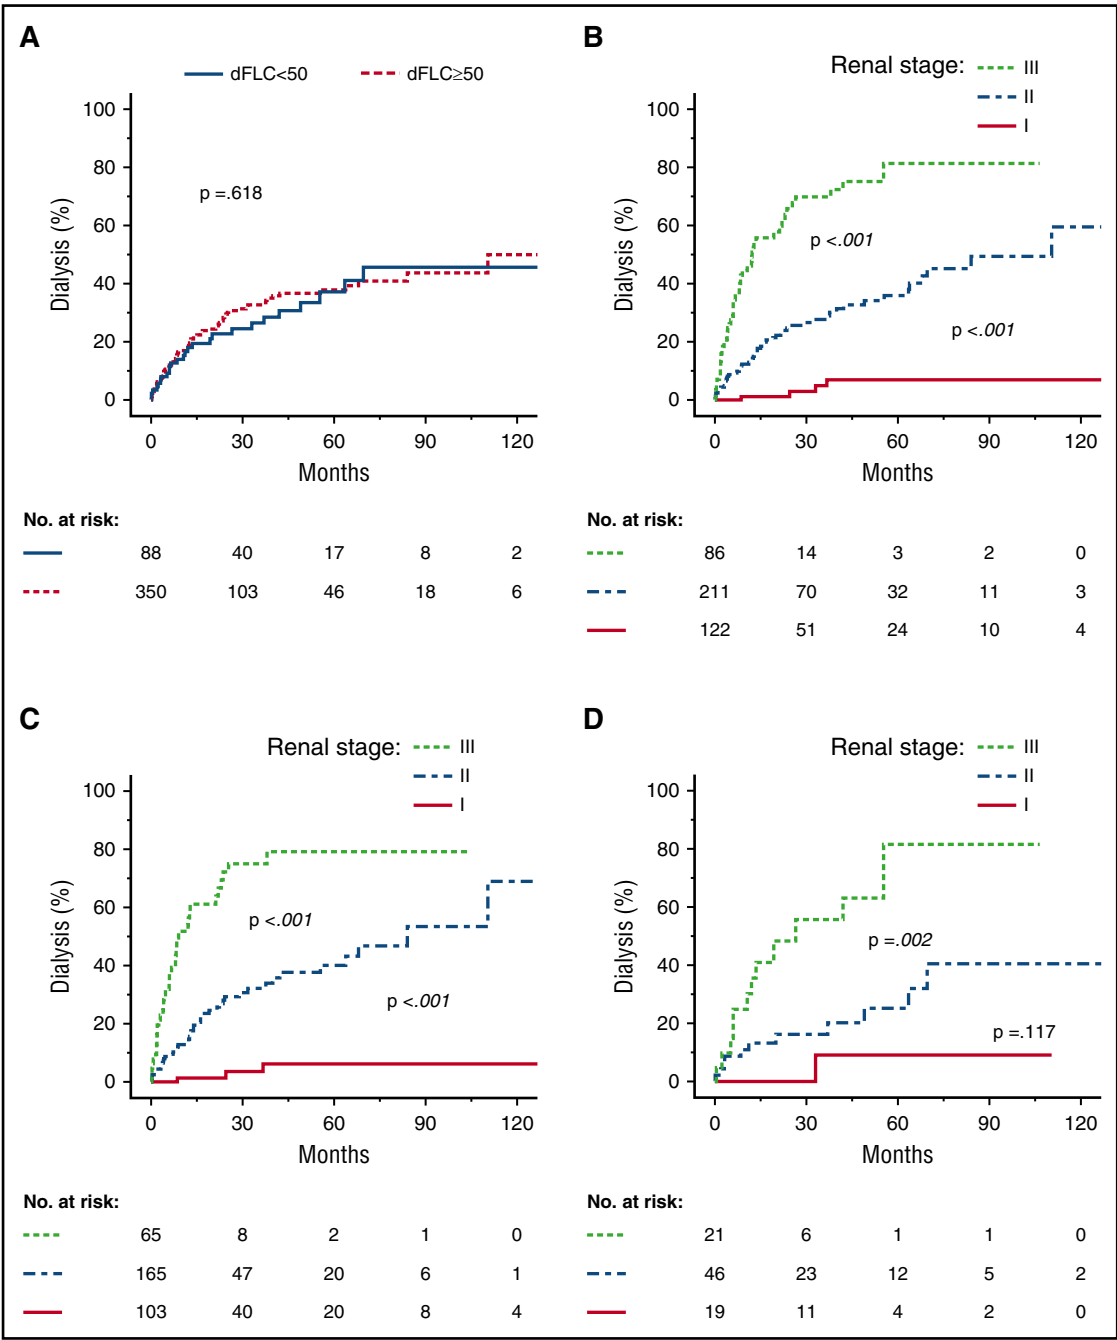 A
dFLC<50 dFLC≥50
100
80
60
40
20
0
Dialysis (%)
p =.618
0 30 60 90 120
Months
No. at risk:
88 40 17 8 2
350 103 46 18 6
B
Renal stage: III
II
I
100
80
60
40
20
0
Dialysis (%)
p <.001
p <.001
0 30 60 90 120
Months
No. at risk:
86 14 3 2 0
211 70 32 11 3
122 51 24 10 4
C
Renal stage: III
II
I
100
80
60
40
20
0
Dialysis (%)
p <.001
p <.001
0 30 60 90 120
Months
No. at risk:
65 8 2 1 0
165 47 20 6 1
103 40 20 8 4
D
Renal stage: III
II
I
100
80
60
40
20
0
Dialysis (%)
p =.002
p =.117
0 30 60 90 120
Months
No. at risk:
21 6 1 1 0
46 23 12 5 2
19 11 4 2 0